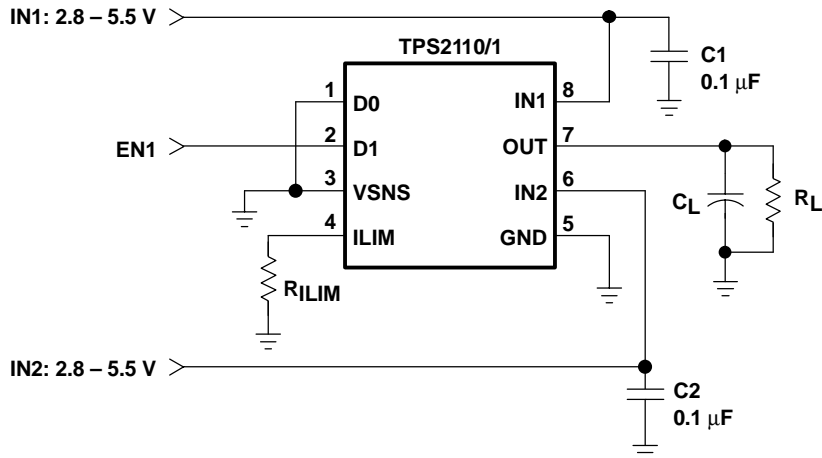 IN1: 2.8 – 5.5 V
TPS2110/1
C1
0.1 μF
1
D0
IN1
8
EN1
2
D1
OUT
7
3
VSNS
IN2
6
CL
RL
4
ILIM
GND
5
RILIM
IN2: 2.8 – 5.5 V
C2
0.1 μF